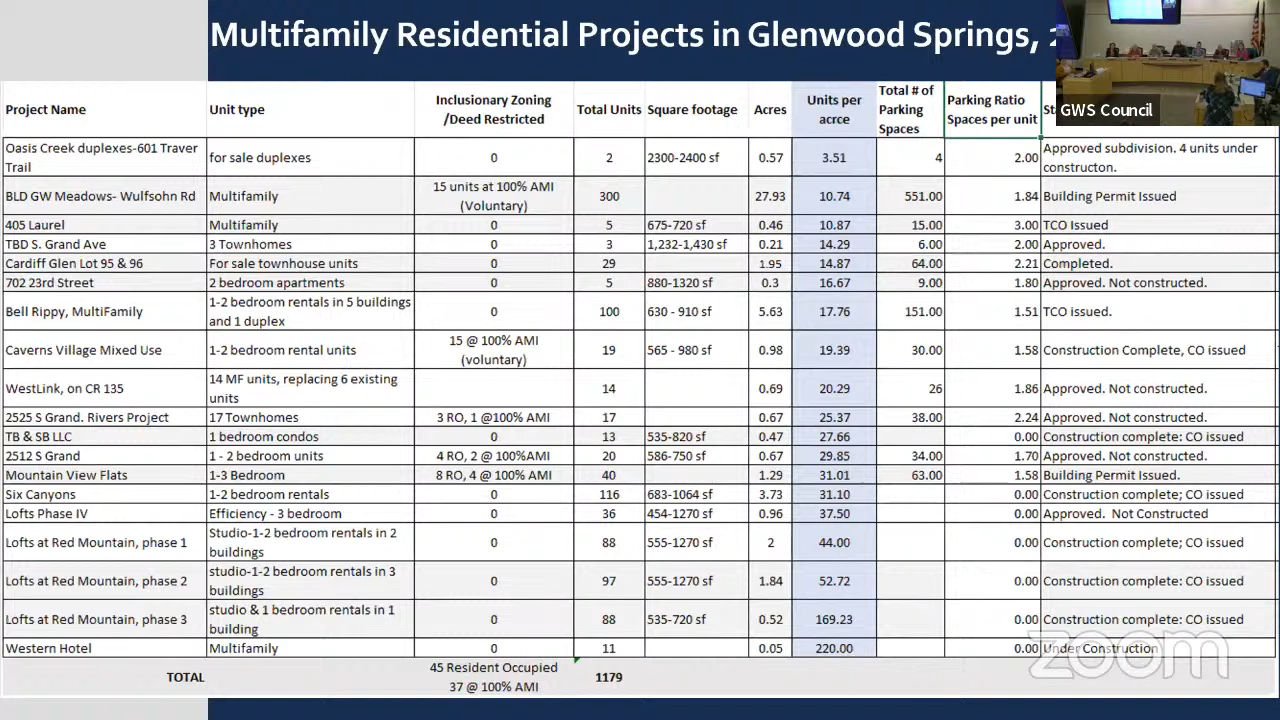 Multifamily Residential Projects in Glenwood Springs,
GWS Council
Project Name Unit type Inclusionary Zoning /Deed Restricted Total Units Square footage Acres Units per acrce Total # of Parking Spaces Parking Ratio Spaces per unit
Oasis Creek duplexes-601 Traver Trail for sale duplexes 0 2 2300-2400 sf 0.57 3.51 4 2.00 Approved subdivision. 4 units under constructon.
BLD GW Meadows- Wulfsohn Rd Multifamily 15 units at 100% AMI (Voluntary) 300 27.93 10.74 551.00 1.84 Building Permit Issued
405 Laurel Multifamily 0 5 675-720 sf 0.46 10.87 15.00 3.00 TCO Issued
TBD S. Grand Ave 3 Townhomes 0 3 1,232-1,430 sf 0.21 14.29 6.00 2.00 Approved.
Cardiff Glen Lot 95 & 96 For sale townhouse units 0 29 1.95 14.87 64.00 2.21 Completed.
702 23rd Street 2 bedroom apartments 0 5 880-1320 sf 0.3 16.67 9.00 1.80 Approved. Not constructed.
Bell Rippy, MultiFamily 1-2 bedroom rentals in 5 buildings and 1 duplex 0 100 630 - 910 sf 5.63 17.76 151.00 1.51 TCO issued.
Caverns Village Mixed Use 1-2 bedroom rental units 15 @ 100% AMI (voluntary) 19 565 - 980 sf 0.98 19.39 30.00 1.58 Construction Complete, CO issued
WestLink, on CR 135 14 MF units, replacing 6 existing units 14 0.69 20.29 26 1.86 Approved. Not constructed.
2525 S Grand. Rivers Project 17 Townhomes 3 RO, 1 @100% AMI 17 0.67 25.37 38.00 2.24 Approved. Not constructed.
TB & SB LLC 1 bedroom condos 0 13 535-820 sf 0.47 27.66 0.00 Construction complete: CO issued
2512 S Grand 1 - 2 bedroom units 4 RO, 2 @ 100%AMI 20 586-750 sf 0.67 29.85 34.00 1.70 Approved. Not constructed.
Mountain View Flats 1-3 Bedroom 8 RO, 4 @ 100% AMI 40 1.29 31.01 63.00 1.58 Building Permit Issued.
Six Canyons 1-2 bedroom rentals 0 116 683-1064 sf 3.73 31.10 0.00 Construction complete; CO issued
Lofts Phase IV Efficiency - 3 bedroom 0 36 454-1270 sf 0.96 37.50 0.00 Approved. Not Constructed
Lofts at Red Mountain, phase 1 Studio-1-2 bedroom rentals in 2 buildings 0 88 555-1270 sf 2 44.00 0.00 Construction complete; CO issued
Lofts at Red Mountain, phase 2 studio-1-2 bedroom rentals in 3 buildings 0 97 555-1270 sf 1.84 52.72 0.00 Construction complete: CO issued
Lofts at Red Mountain, phase 3 studio & 1 bedroom rentals in 1 building 0 88 535-720 sf 0.52 169.23 0.00 Construction complete: CO issued
Western Hotel Multifamily 0 11 0.05 220.00 0.00 Under Construction
TOTAL 45 Resident Occupied 37 @ 100% AMI 1179
zoom